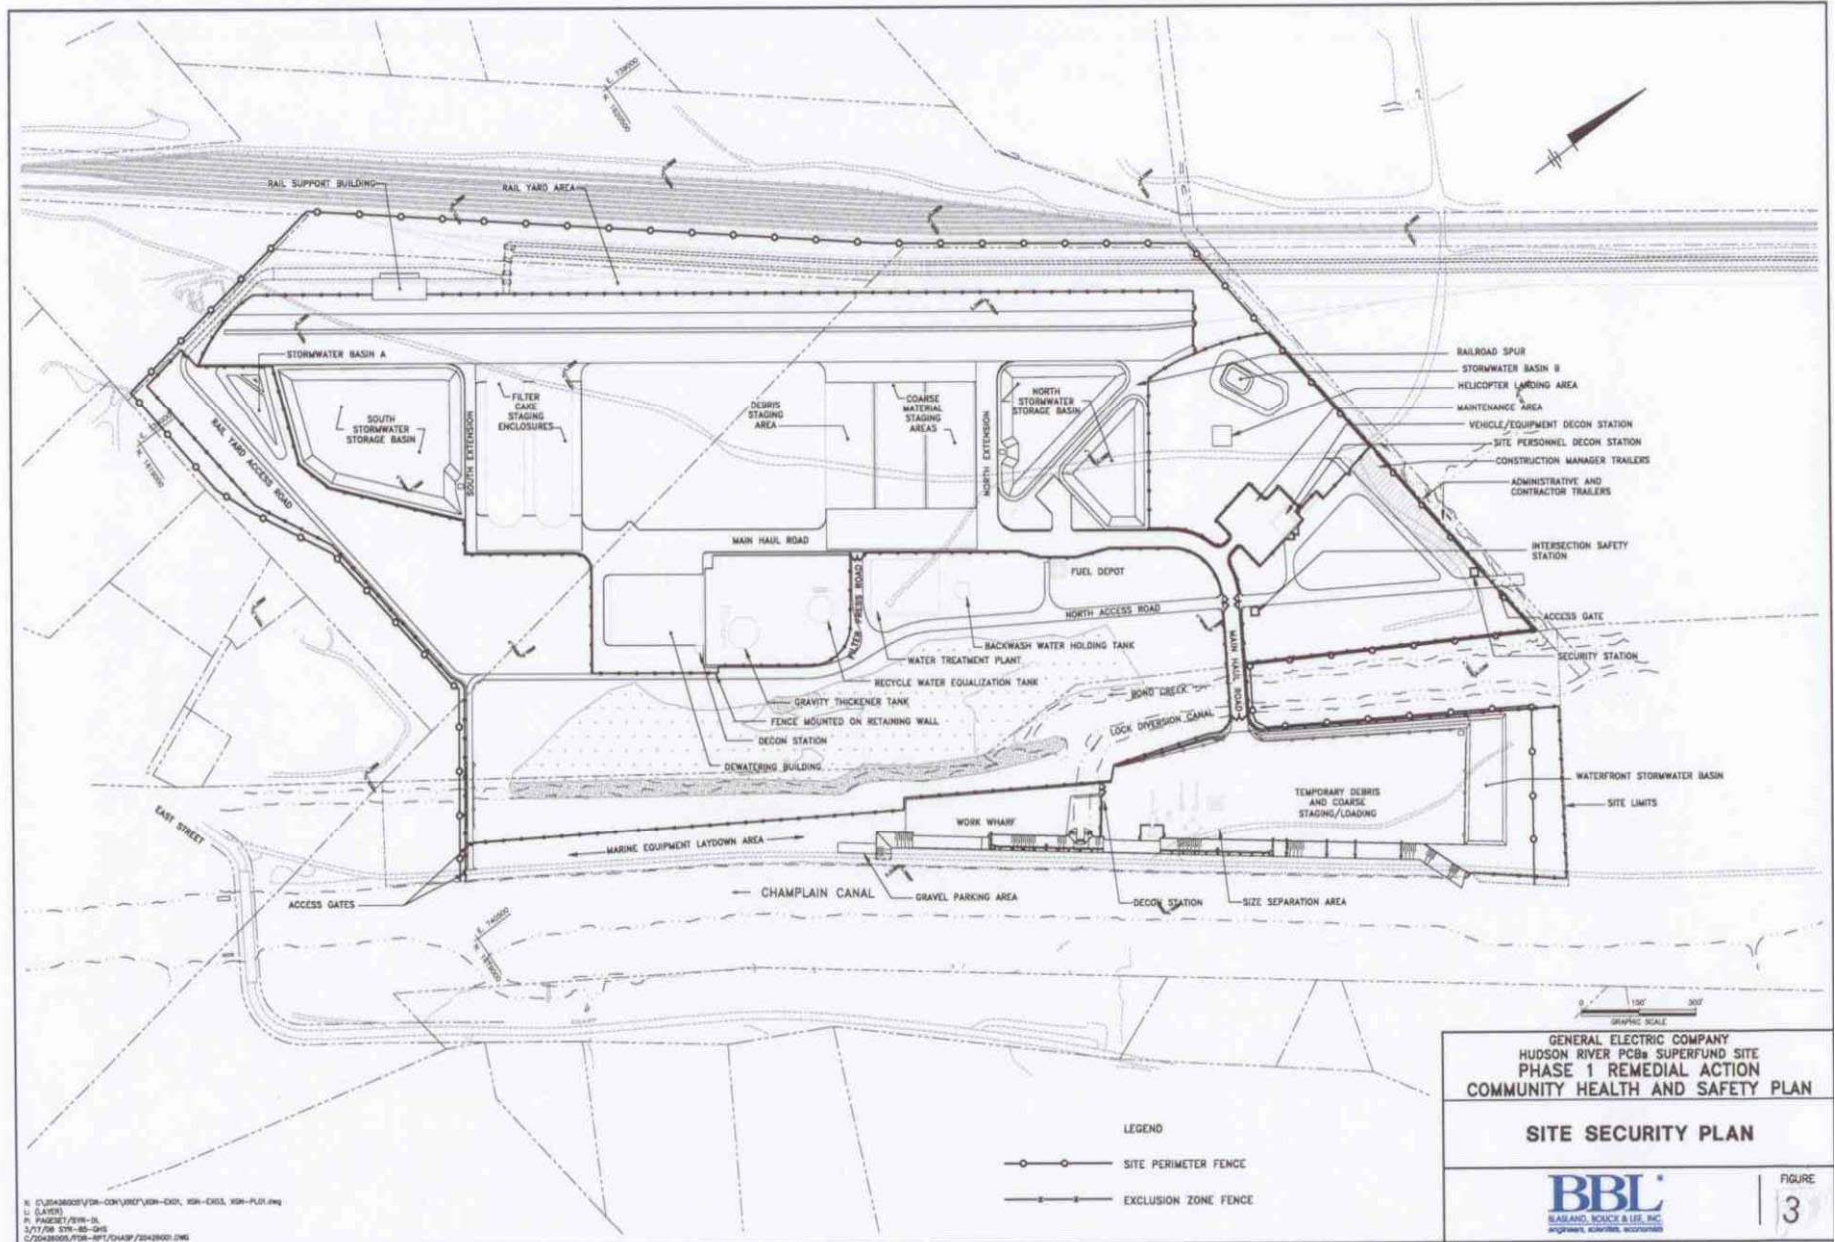 E. 739000
N. 1620500
RAIL SUPPORT BUILDING
RAIL YARD AREA
STORMWATER BASIN A
RAIL YARD ACCESS ROAD
SOUTH
STORMWATER
STORAGE BASIN
SOUTH EXTENSION
FILTER
CAKE
STAGING
ENCLOSURES
DEBRIS
STAGING
AREA
COARSE
MATERIAL
STAGING
AREAS
NORTH EXTENSION
NORTH
STORMWATER
STORAGE BASIN
RAILROAD SPUR
STORMWATER BASIN B
HELICOPTER LANDING AREA
MAINTENANCE AREA
VEHICLE/EQUIPMENT DECON STATION
SITE PERSONNEL DECON STATION
CONSTRUCTION MANAGER TRAILERS
ADMINISTRATIVE AND
CONTRACTOR TRAILERS
INTERSECTION SAFETY
STATION
ACCESS GATE
SECURITY STATION
MAIN HAUL ROAD
FILTER PRESS ROAD
FUEL DEPOT
NORTH ACCESS ROAD
MAIN HAUL ROAD
BACKWASH WATER HOLDING TANK
WATER TREATMENT PLANT
RECYCLE WATER EQUALIZATION TANK
GRAVITY THICKENER TANK
FENCE MOUNTED ON RETAINING WALL
DECON STATION
DEWATERING BUILDING
BOND CREEK
LOCK DIVERSION CANAL
WATERFRONT STORMWATER BASIN
SITE LIMITS
TEMPORARY DEBRIS
AND COARSE
STAGING/LOADING
WORK WHARF
MARINE EQUIPMENT LAYDOWN AREA
EAST STREET
ACCESS GATES
CHAMPLAIN CANAL
GRAVEL PARKING AREA
DECON STATION
SIZE SEPARATION AREA
E. 740500
N. 1619000
0 150' 300'
GRAPHIC SCALE
LEGEND
SITE PERIMETER FENCE
EXCLUSION ZONE FENCE
GENERAL ELECTRIC COMPANY
HUDSON RIVER PCBs SUPERFUND SITE
PHASE 1 REMEDIAL ACTION
COMMUNITY HEALTH AND SAFETY PLAN
SITE SECURITY PLAN
BBL
BLASLAND, BOUCK & LEE, INC.
engineers, scientists, economists
FIGURE
3
L: (LAYER)
P: PAGESET/SYR-DL